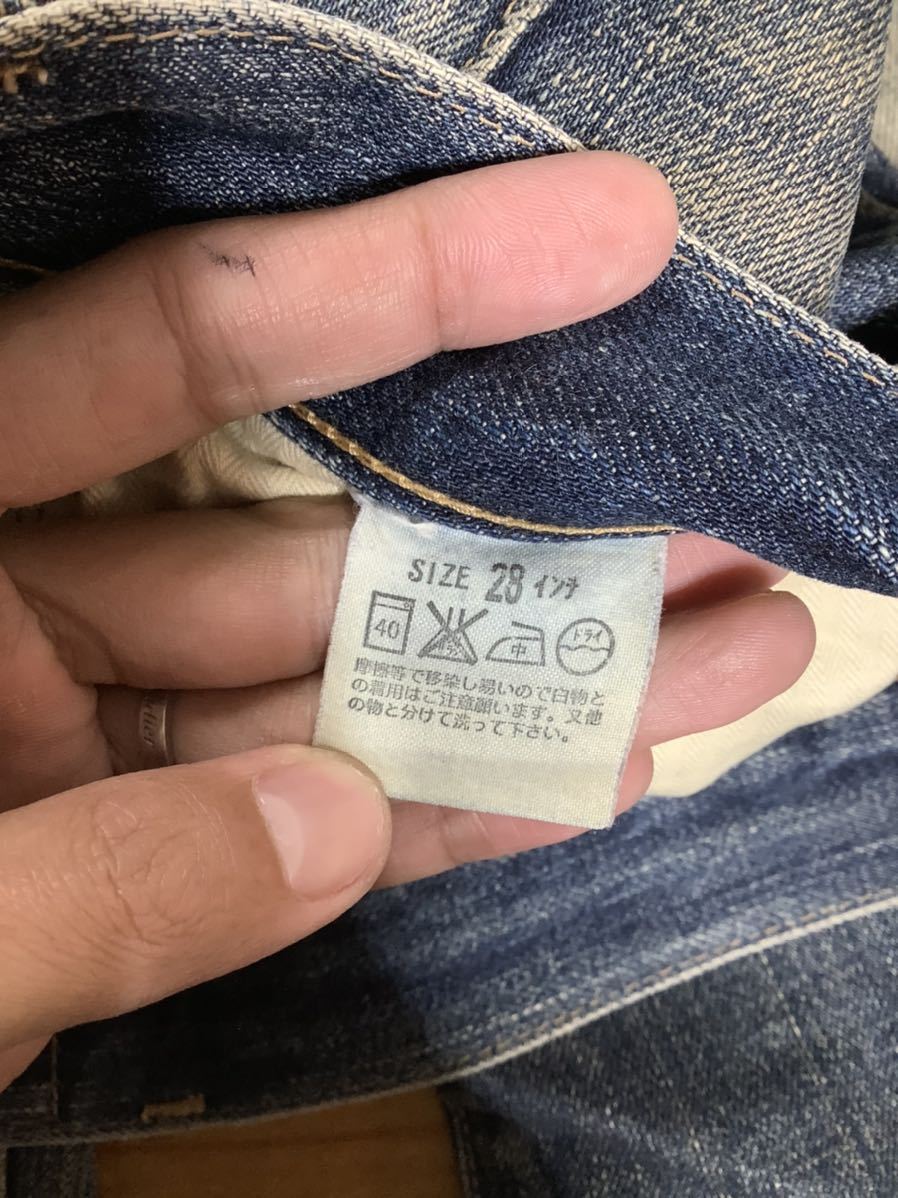 SIZE 28 インチ
40 中 ドライ
摩擦等で移染し易いので白物と
の着用はご注意願います。又他
の物と分けて洗って下さい。